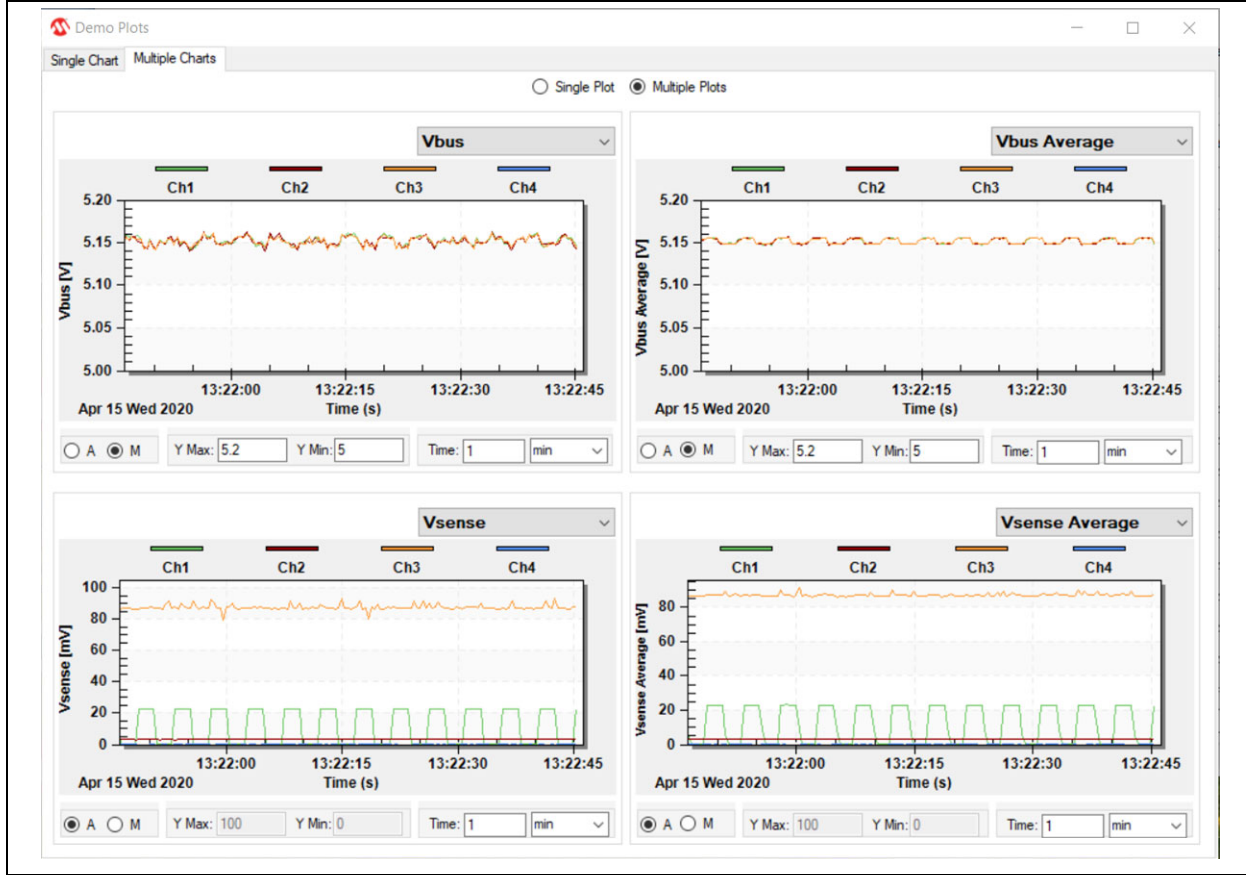 Demo Plots
Single Chart Multiple Charts
Single Plot Multiple Plots
Vbus
Ch1 Ch2 Ch3 Ch4
5.20
5.15
5.10
5.05
5.00
Vbus [V]
13:22:00 13:22:15 13:22:30 13:22:45
Apr 15 Wed 2020 Time (s)
A M Y Max: 5.2 Y Min: 5 Time: 1 min
Vbus Average
Ch1 Ch2 Ch3 Ch4
5.20
5.15
5.10
5.05
5.00
Vbus Average [V]
13:22:00 13:22:15 13:22:30 13:22:45
Apr 15 Wed 2020 Time (s)
A M Y Max: 5.2 Y Min: 5 Time: 1 min
Vsense
Ch1 Ch2 Ch3 Ch4
100
80
60
40
20
0
Vsense [mV]
13:22:00 13:22:15 13:22:30 13:22:45
Apr 15 Wed 2020 Time (s)
A M Y Max: 100 Y Min: 0 Time: 1 min
Vsense Average
Ch1 Ch2 Ch3 Ch4
80
60
40
20
0
Vsense Average [mV]
13:22:00 13:22:15 13:22:30 13:22:45
Apr 15 Wed 2020 Time (s)
A M Y Max: 100 Y Min: 0 Time: 1 min